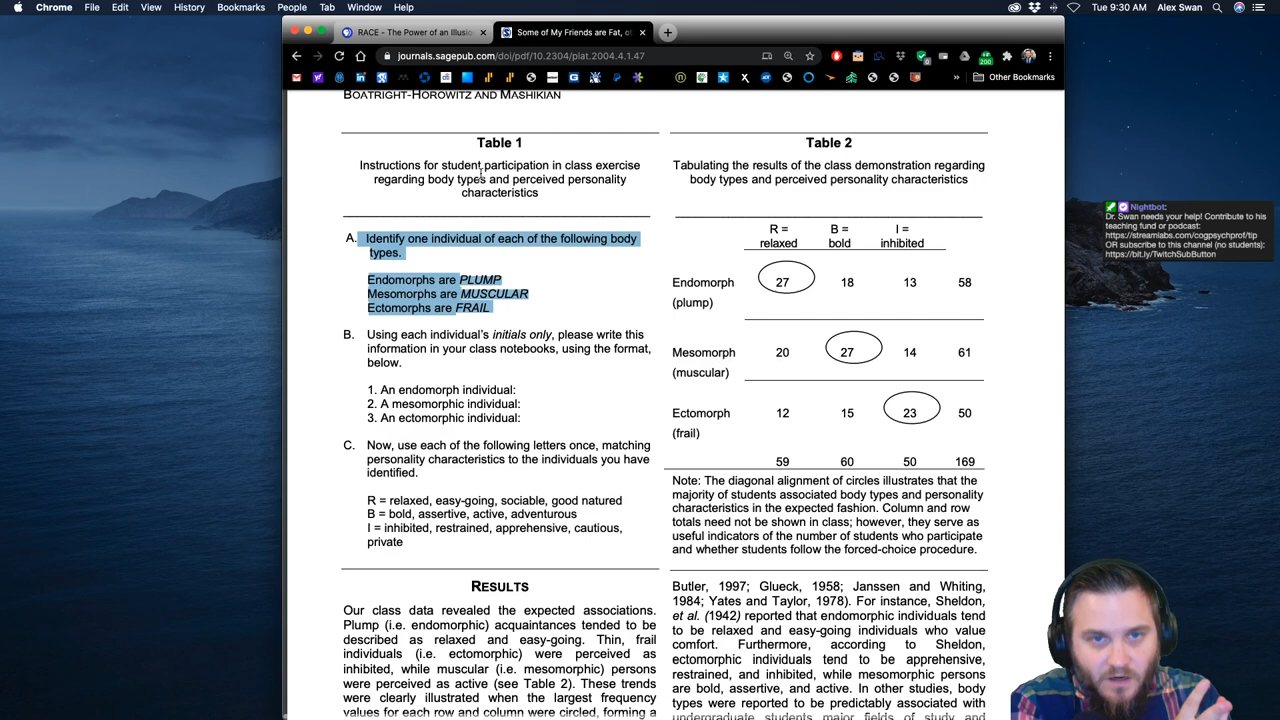 Chrome File Edit View History Bookmarks People Tab Window Help
Tue 9:30 AM Alex Swan
RACE - The Power of an Illusio
Some of My Friends are Fat, o
journals.sagepub.com/doi/pdf/10.2304/plat.2004.4.1.47
Other Bookmarks
BOATRIGHT-HOROWITZ AND MASHIKIAN
Table 1
Instructions for student participation in class exercise
regarding body types and perceived personality
characteristics
A. Identify one individual of each of the following body
types.
Endomorphs are PLUMP
Mesomorphs are MUSCULAR
Ectomorphs are FRAIL
B. Using each individual's initials only, please write this
information in your class notebooks, using the format,
below.
1. An endomorph individual:
2. A mesomorphic individual:
3. An ectomorphic individual:
C. Now, use each of the following letters once, matching
personality characteristics to the individuals you have
identified.
R = relaxed, easy-going, sociable, good natured
B = bold, assertive, active, adventurous
I = inhibited, restrained, apprehensive, cautious,
private
RESULTS
Our class data revealed the expected associations.
Plump (i.e. endomorphic) acquaintances tended to be
described as relaxed and easy-going. Thin, frail
individuals (i.e. ectomorphic) were perceived as
inhibited, while muscular (i.e. mesomorphic) persons
were perceived as active (see Table 2). These trends
were clearly illustrated when the largest frequency
values for each row and column were circled, forming a
Table 2
Tabulating the results of the class demonstration regarding
body types and perceived personality characteristics
R = B = I =
relaxed bold inhibited
Endomorph 27 18 13 58
(plump)
Mesomorph 20 27 14 61
(muscular)
Ectomorph 12 15 23 50
(frail)
59 60 50 169
Note: The diagonal alignment of circles illustrates that the
majority of students associated body types and personality
characteristics in the expected fashion. Column and row
totals need not be shown in class; however, they serve as
useful indicators of the number of students who participate
and whether students follow the forced-choice procedure.
Butler, 1997; Glueck, 1958; Janssen and Whiting,
1984; Yates and Taylor, 1978). For instance, Sheldon,
et al. (1942) reported that endomorphic individuals tend
to be relaxed and easy-going individuals who value
comfort. Furthermore, according to Sheldon,
ectomorphic individuals tend to be apprehensive,
restrained, and inhibited, while mesomorphic persons
are bold, assertive, and active. In other studies, body
types were reported to be predictably associated with
undergraduate students major fields of study and
Nightbot:
Dr. Swan needs your help! Contribute to his
teaching fund or podcast:
https://streamlabs.com/cogpsychprof/tip
OR subscribe to this channel (no students):
https://bit.ly/TwitchSubButton